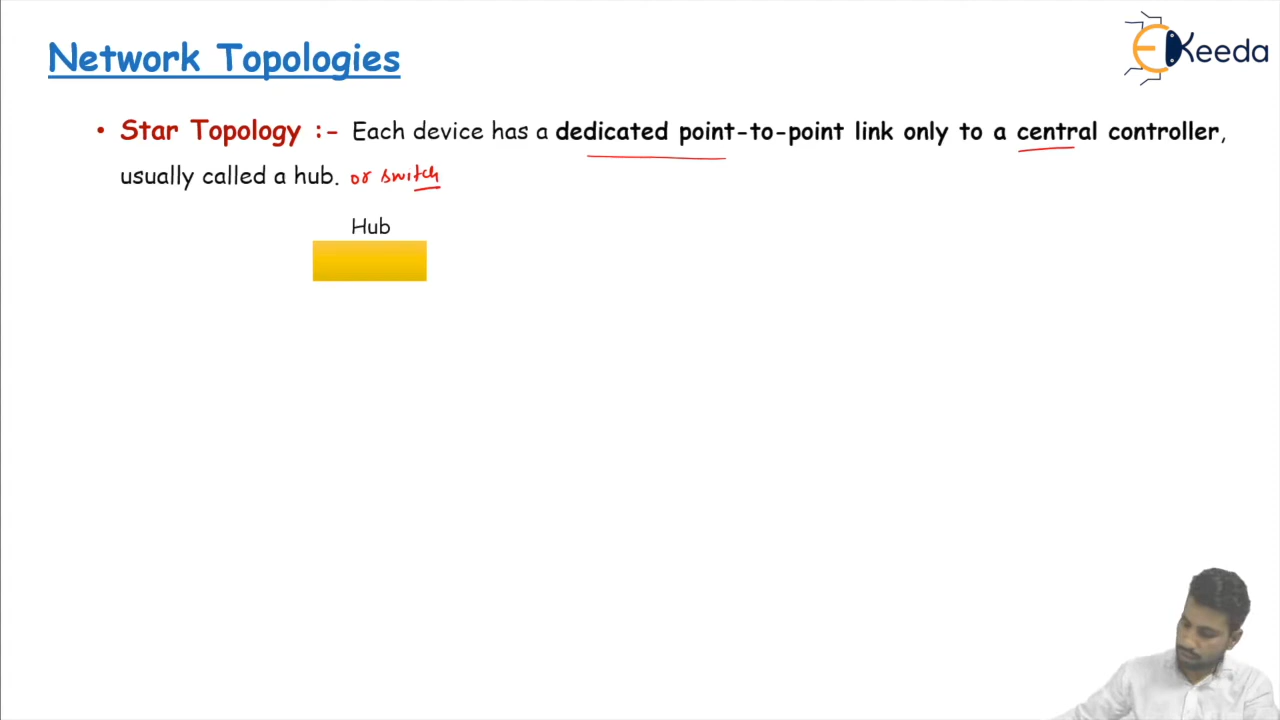 Network Topologies
EKeeda
• Star Topology :- Each device has a dedicated point-to-point link only to a central controller,
usually called a hub. or switch
Hub